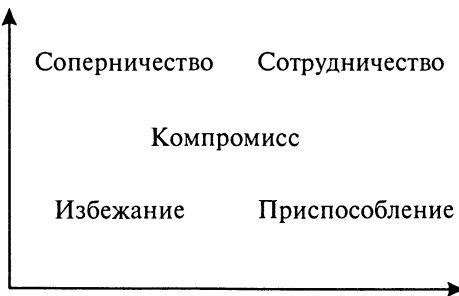 Соперничество Сотрудничество
Компромисс
Избежание Приспособление